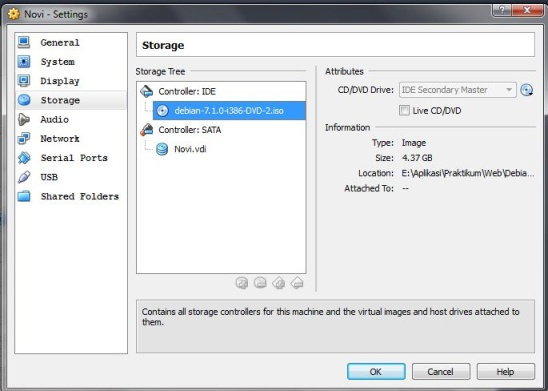 Novi - Settings
General
System
Display
Storage
Audio
Network
Serial Ports
USB
Shared Folders
Storage
Storage Tree
Controller: IDE
debian-7.1.0-i386-DVD-2.iso
Controller: SATA
Novi.vdi
Attributes
CD/DVD Drive: IDE Secondary Master
Live CD/DVD
Information
Type: Image
Size: 4.37 GB
Location: E:\Aplikasi\Praktikum\Web\Debia...
Attached To: --
Contains all storage controllers for this machine and the virtual images and host drives attached to
them.
OK Cancel Help